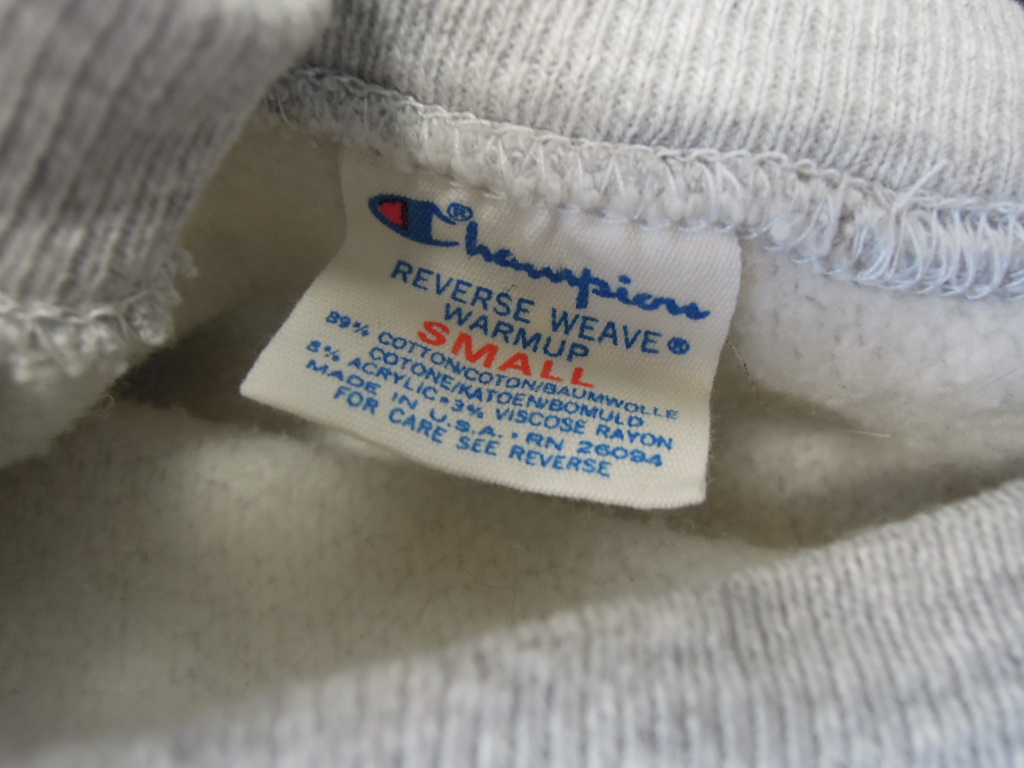 Champion®
REVERSE WEAVE®
WARMUP
SMALL
89% COTTON/COTON/BAUMWOLLE
COTONE/KATOEN/BOMULD
8% ACRYLIC•3% VISCOSE RAYON
MADE IN U.S.A. • RN 26094
FOR CARE SEE REVERSE